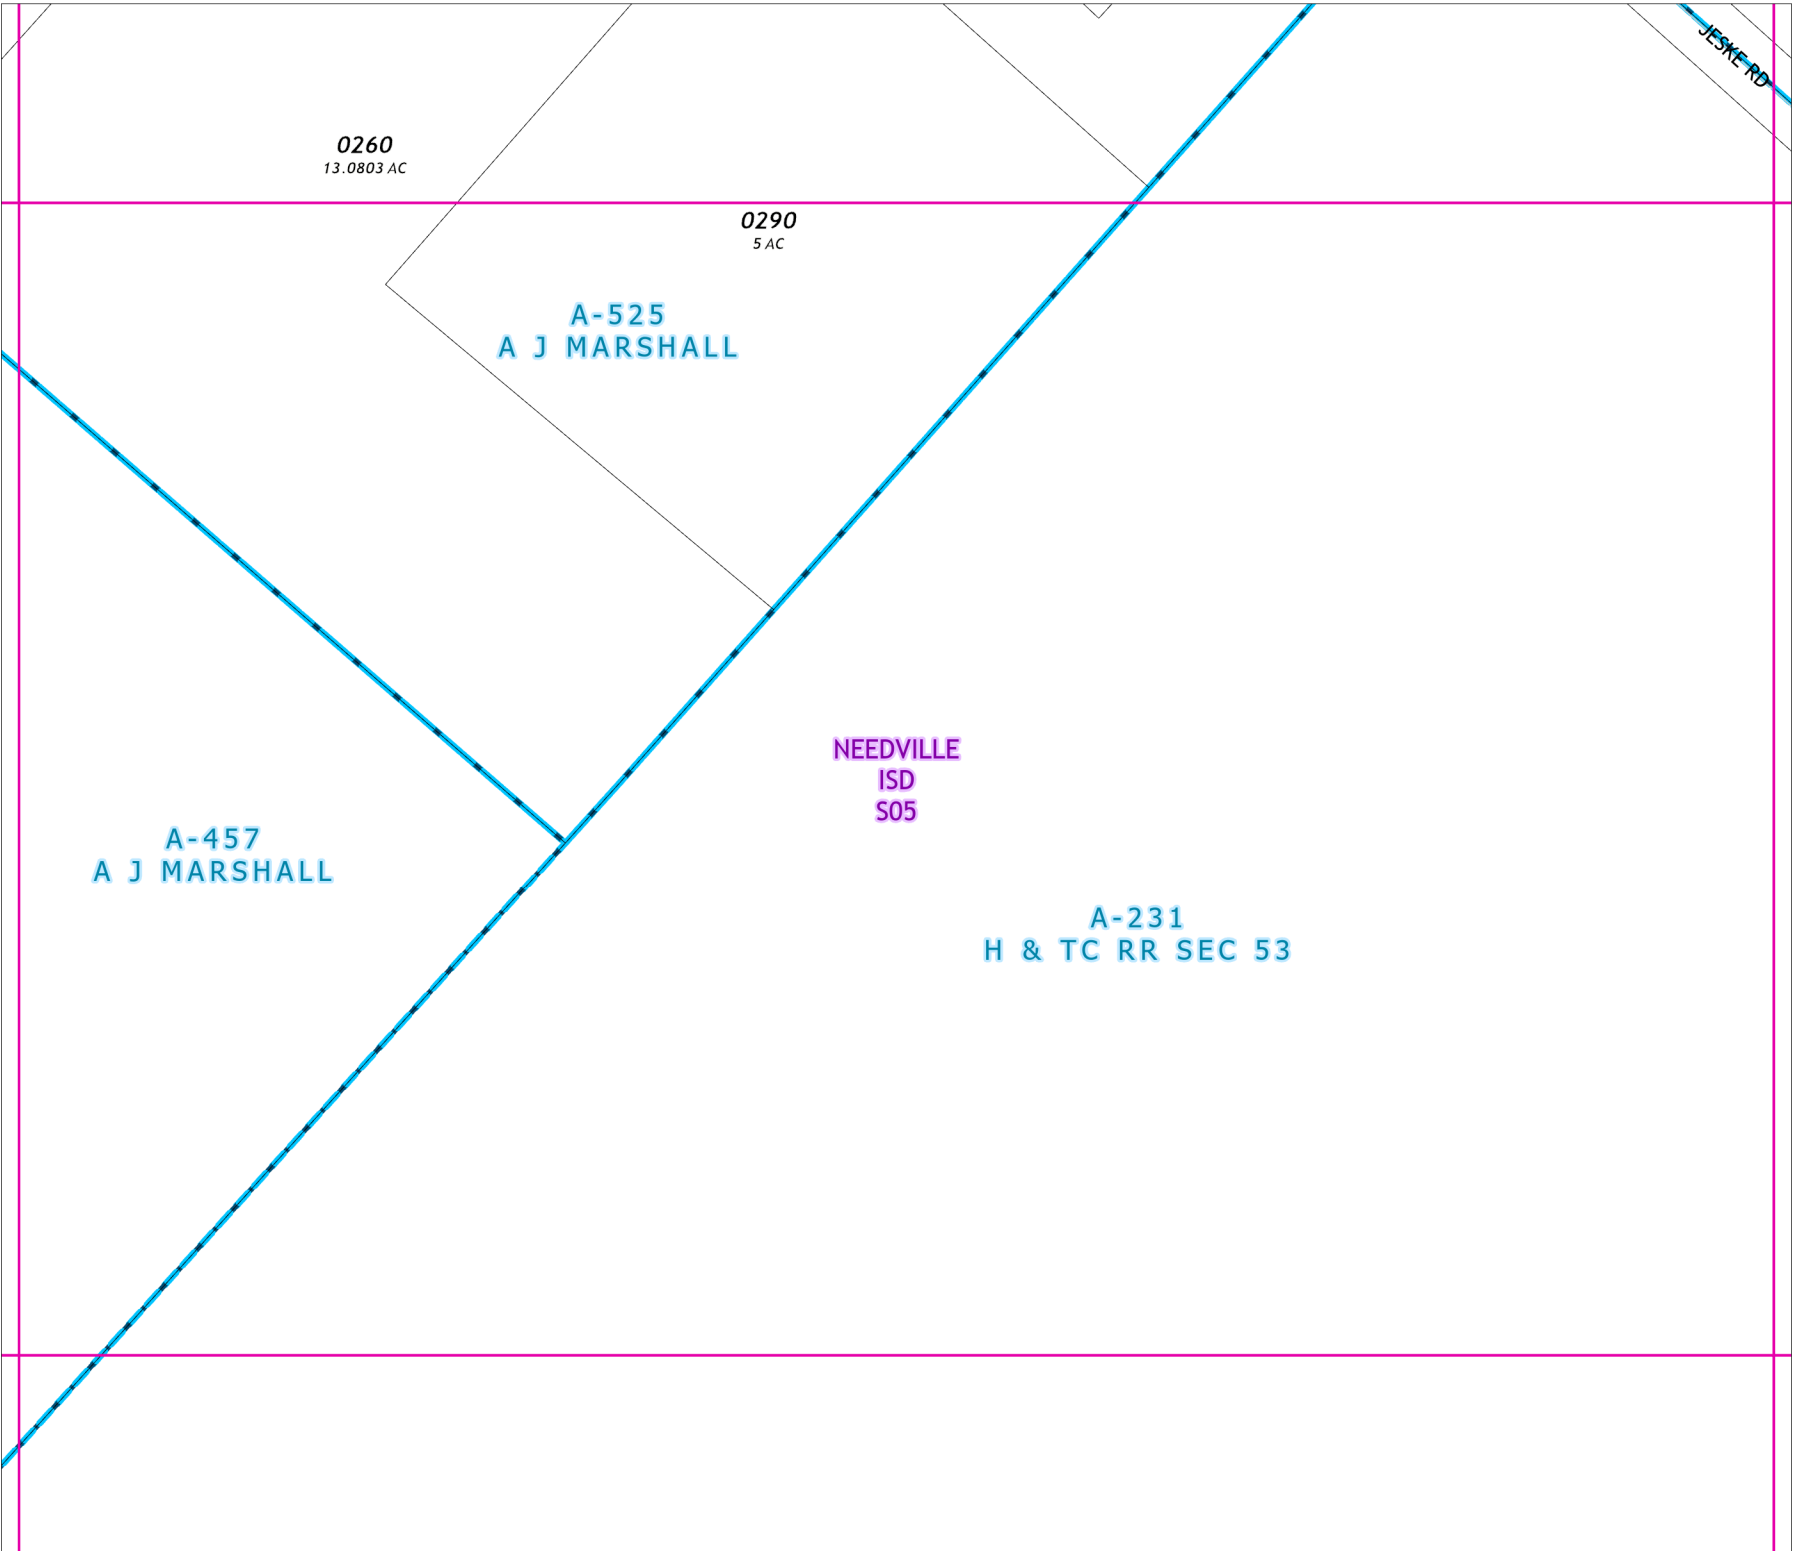 JESKE RD
0260
13.0803 AC
0290
5 AC
A-525
A J MARSHALL
NEEDVILLE
ISD
S05
A-457
A J MARSHALL
A-231
H & TC RR SEC 53